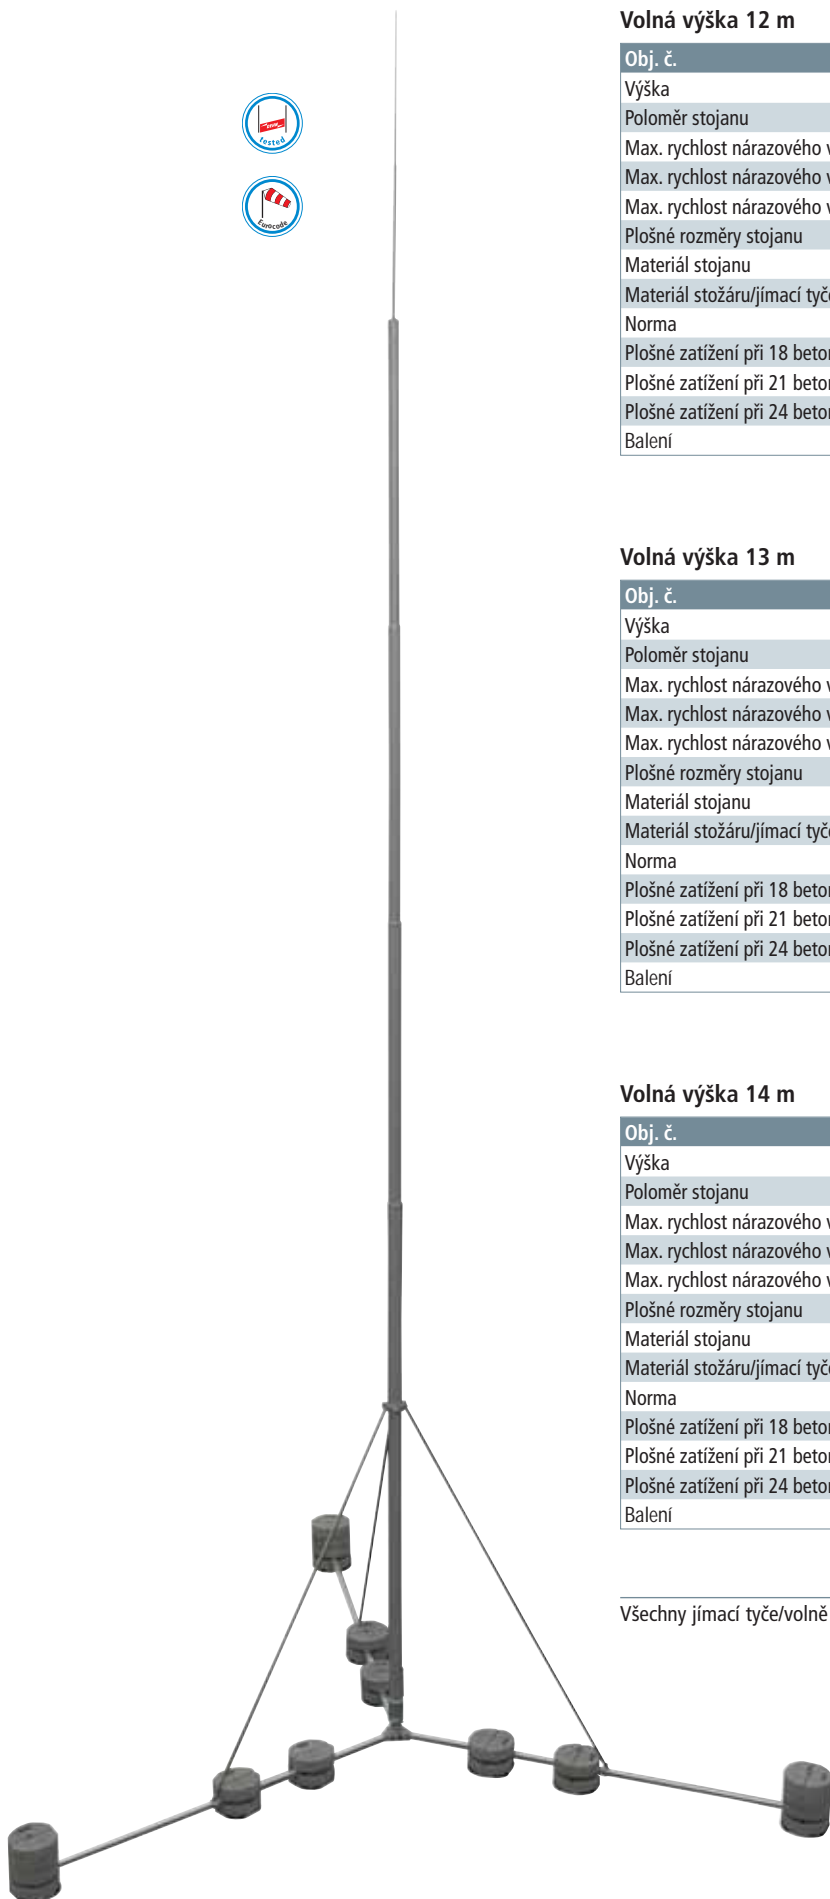 tested
Eurocode
Volná výška 12 m
Obj. č.
Výška
Poloměr stojanu
Max. rychlost nárazového
Max. rychlost nárazového
Max. rychlost nárazového
Plošné rozměry stojanu
Materiál stojanu
Materiál stožáru/jímací
Norma
Plošné zatížení při 18
Plošné zatížení při 21
Plošné zatížení při 24
Balení
Volná výška 13 m
Obj. č.
Výška
Poloměr stojanu
Max. rychlost nárazového
Max. rychlost nárazového
Max. rychlost nárazového
Plošné rozměry stojanu
Materiál stojanu
Materiál stožáru/jímací
Norma
Plošné zatížení při 18
Plošné zatížení při 21
Plošné zatížení při 24
Balení
Volná výška 14 m
Obj. č.
Výška
Poloměr stojanu
Max. rychlost nárazového
Max. rychlost nárazového
Max. rychlost nárazového
Plošné rozměry stojanu
Materiál stojanu
Materiál stožáru/jímací
Norma
Plošné zatížení při 18
Plošné zatížení při 21
Plošné zatížení při 24
Balení
Všechny jímací tyče/volně